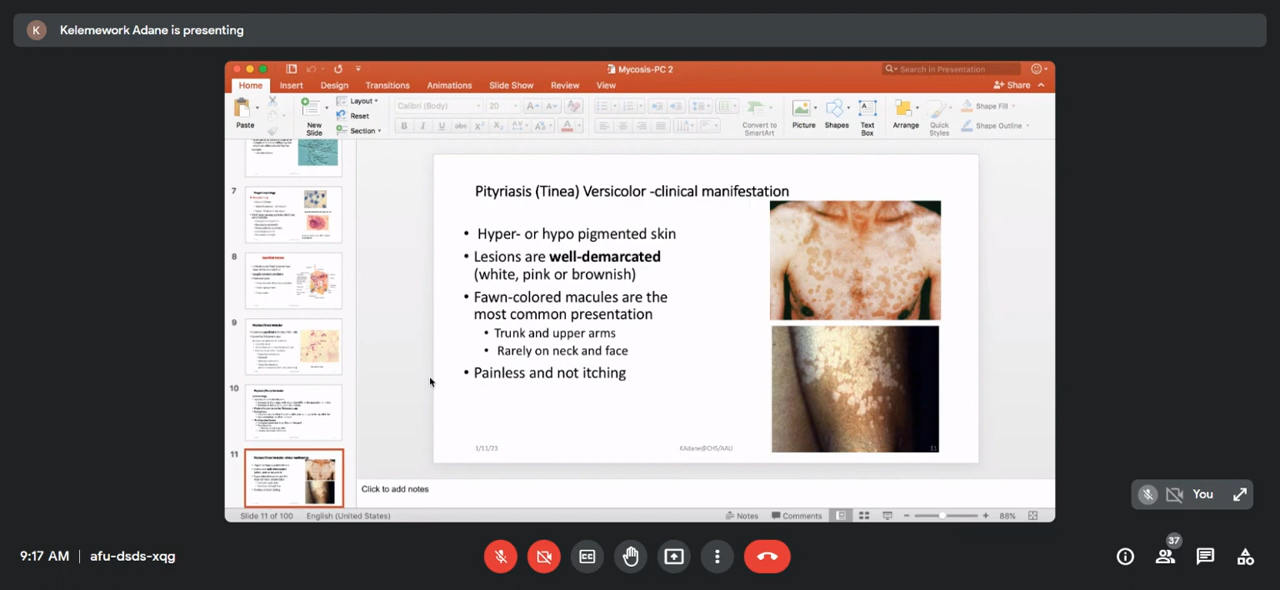 K Kelemework Adane is presenting
Mycosis-PC 2
Search in Presentation
Home Insert Design Transitions Animations Slide Show Review View
Share
Paste
New Slide
Layout
Reset
Section
Calibri (Body) 20
Convert to SmartArt
Picture
Shapes
Text Box
Arrange
Quick Styles
Shape Fill
Shape Outline
7
8
9
10
11
Pityriasis (Tinea) Versicolor -clinical manifestation
• Hyper- or hypo pigmented skin
• Lesions are well-demarcated
(white, pink or brownish)
• Fawn-colored macules are the
most common presentation
• Trunk and upper arms
• Rarely on neck and face
• Painless and not itching
1/11/23
KAdane@CHS/AAU
11
Click to add notes
Slide 11 of 100 English (United States)
Notes Comments 88%
You
9:17 AM | afu-dsds-xqg
37